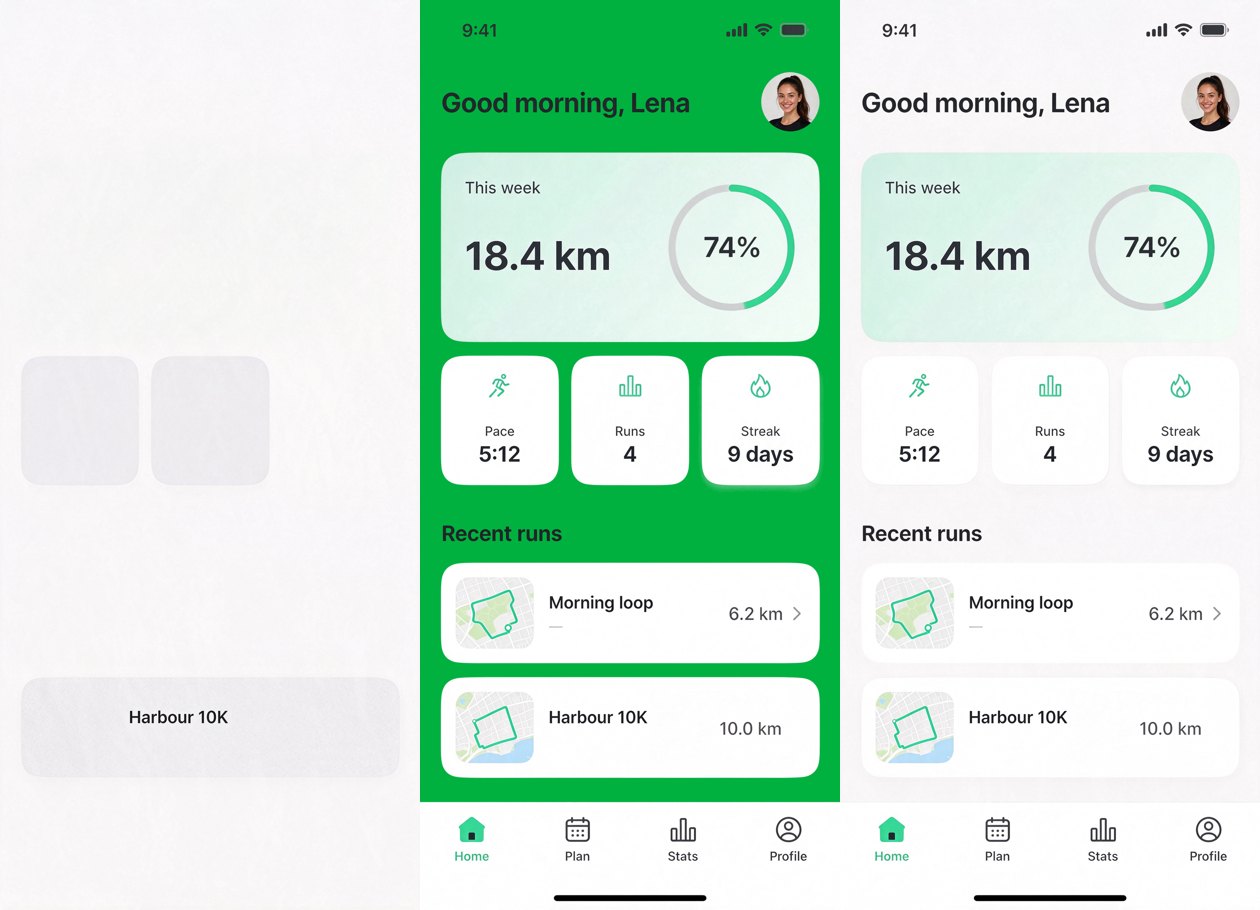 Harbour 10K
9:41
Good morning, Lena
This week
18.4 km
74%
Pace
5:12
Runs
4
Streak
9 days
Recent runs
Morning loop
—
6.2 km
Harbour 10K
10.0 km
Home
Plan
Stats
Profile
9:41
Good morning, Lena
This week
18.4 km
74%
Pace
5:12
Runs
4
Streak
9 days
Recent runs
Morning loop
—
6.2 km
Harbour 10K
10.0 km
Home
Plan
Stats
Profile